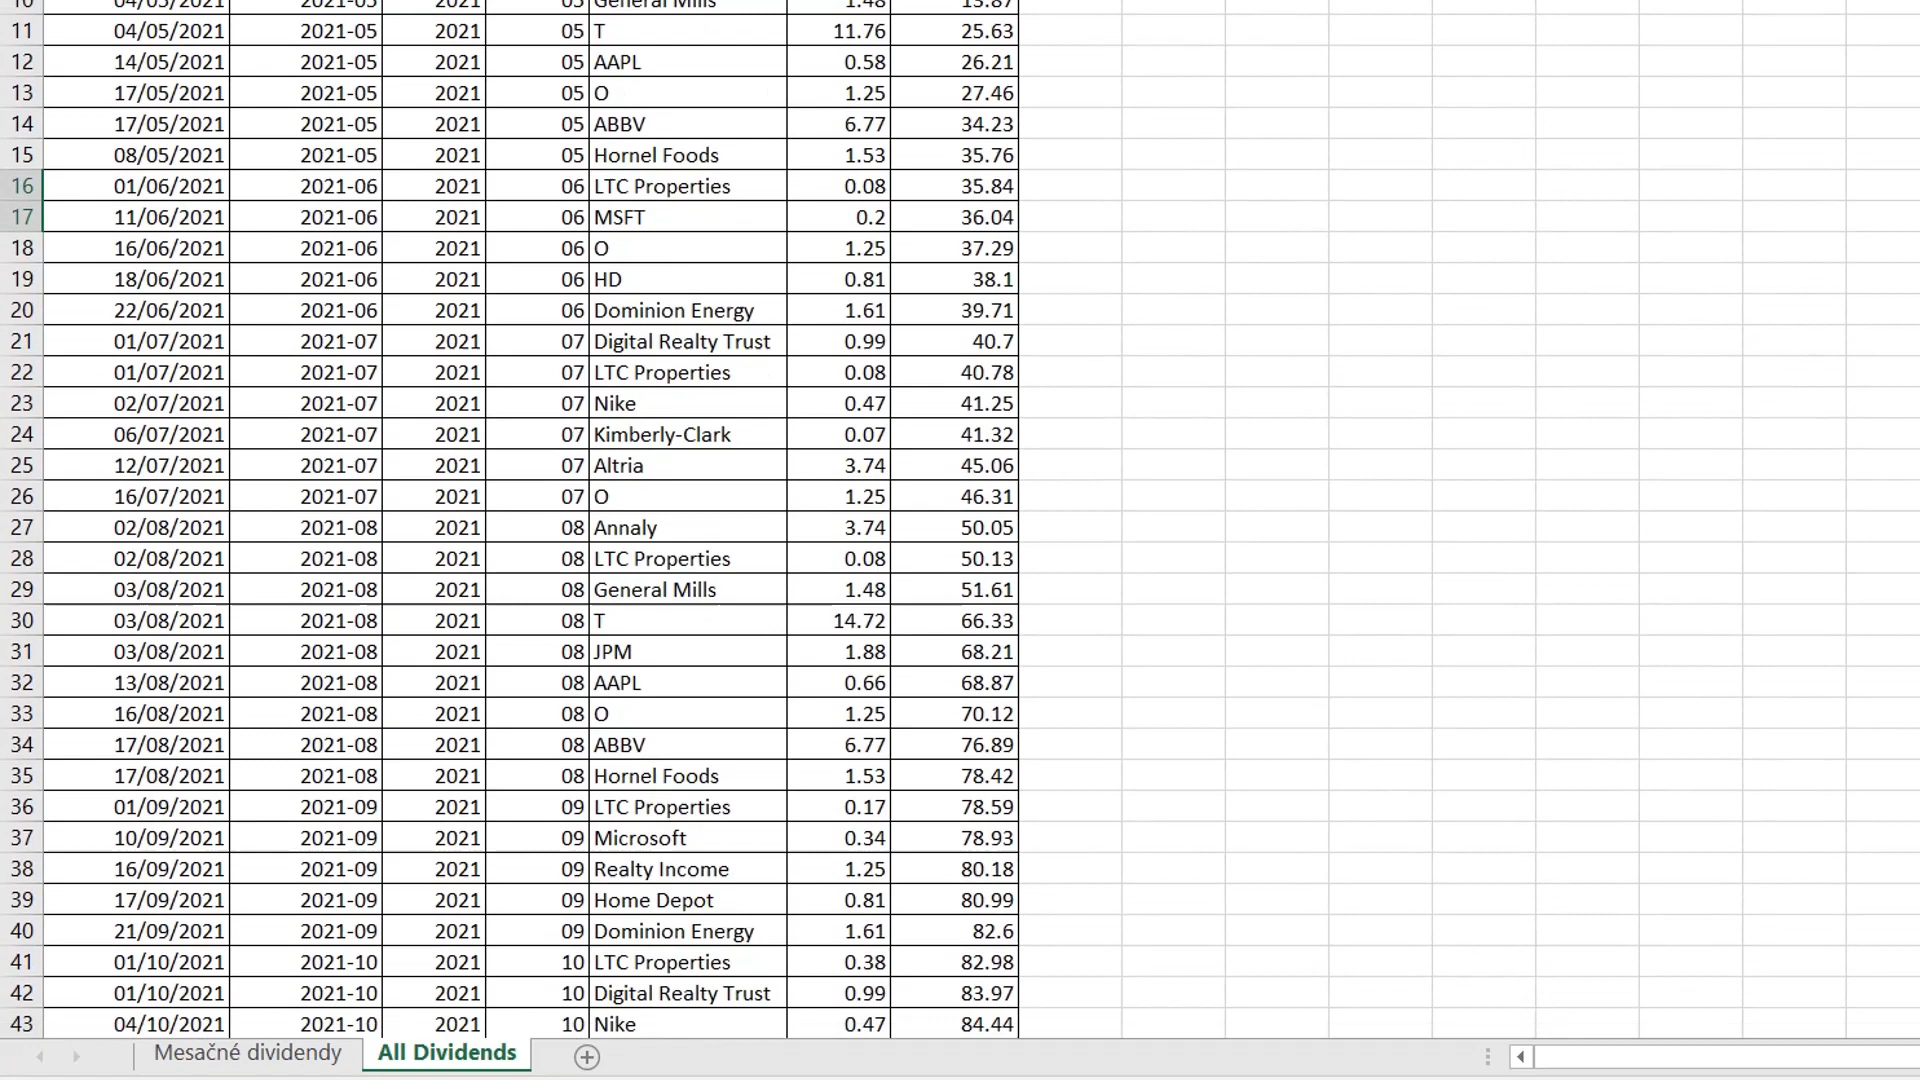 10 04/05/2021 2021-05 2021 05 General Mills 1.48 13.87
11 04/05/2021 2021-05 2021 05 T 11.76 25.63
12 14/05/2021 2021-05 2021 05 AAPL 0.58 26.21
13 17/05/2021 2021-05 2021 05 O 1.25 27.46
14 17/05/2021 2021-05 2021 05 ABBV 6.77 34.23
15 08/05/2021 2021-05 2021 05 Hornel Foods 1.53 35.76
16 01/06/2021 2021-06 2021 06 LTC Properties 0.08 35.84
17 11/06/2021 2021-06 2021 06 MSFT 0.2 36.04
18 16/06/2021 2021-06 2021 06 O 1.25 37.29
19 18/06/2021 2021-06 2021 06 HD 0.81 38.1
20 22/06/2021 2021-06 2021 06 Dominion Energy 1.61 39.71
21 01/07/2021 2021-07 2021 07 Digital Realty Trust 0.99 40.7
22 01/07/2021 2021-07 2021 07 LTC Properties 0.08 40.78
23 02/07/2021 2021-07 2021 07 Nike 0.47 41.25
24 06/07/2021 2021-07 2021 07 Kimberly-Clark 0.07 41.32
25 12/07/2021 2021-07 2021 07 Altria 3.74 45.06
26 16/07/2021 2021-07 2021 07 O 1.25 46.31
27 02/08/2021 2021-08 2021 08 Annaly 3.74 50.05
28 02/08/2021 2021-08 2021 08 LTC Properties 0.08 50.13
29 03/08/2021 2021-08 2021 08 General Mills 1.48 51.61
30 03/08/2021 2021-08 2021 08 T 14.72 66.33
31 03/08/2021 2021-08 2021 08 JPM 1.88 68.21
32 13/08/2021 2021-08 2021 08 AAPL 0.66 68.87
33 16/08/2021 2021-08 2021 08 O 1.25 70.12
34 17/08/2021 2021-08 2021 08 ABBV 6.77 76.89
35 17/08/2021 2021-08 2021 08 Hornel Foods 1.53 78.42
36 01/09/2021 2021-09 2021 09 LTC Properties 0.17 78.59
37 10/09/2021 2021-09 2021 09 Microsoft 0.34 78.93
38 16/09/2021 2021-09 2021 09 Realty Income 1.25 80.18
39 17/09/2021 2021-09 2021 09 Home Depot 0.81 80.99
40 21/09/2021 2021-09 2021 09 Dominion Energy 1.61 82.6
41 01/10/2021 2021-10 2021 10 LTC Properties 0.38 82.98
42 01/10/2021 2021-10 2021 10 Digital Realty Trust 0.99 83.97
43 04/10/2021 2021-10 2021 10 Nike 0.47 84.44
Mesačné dividendy All Dividends